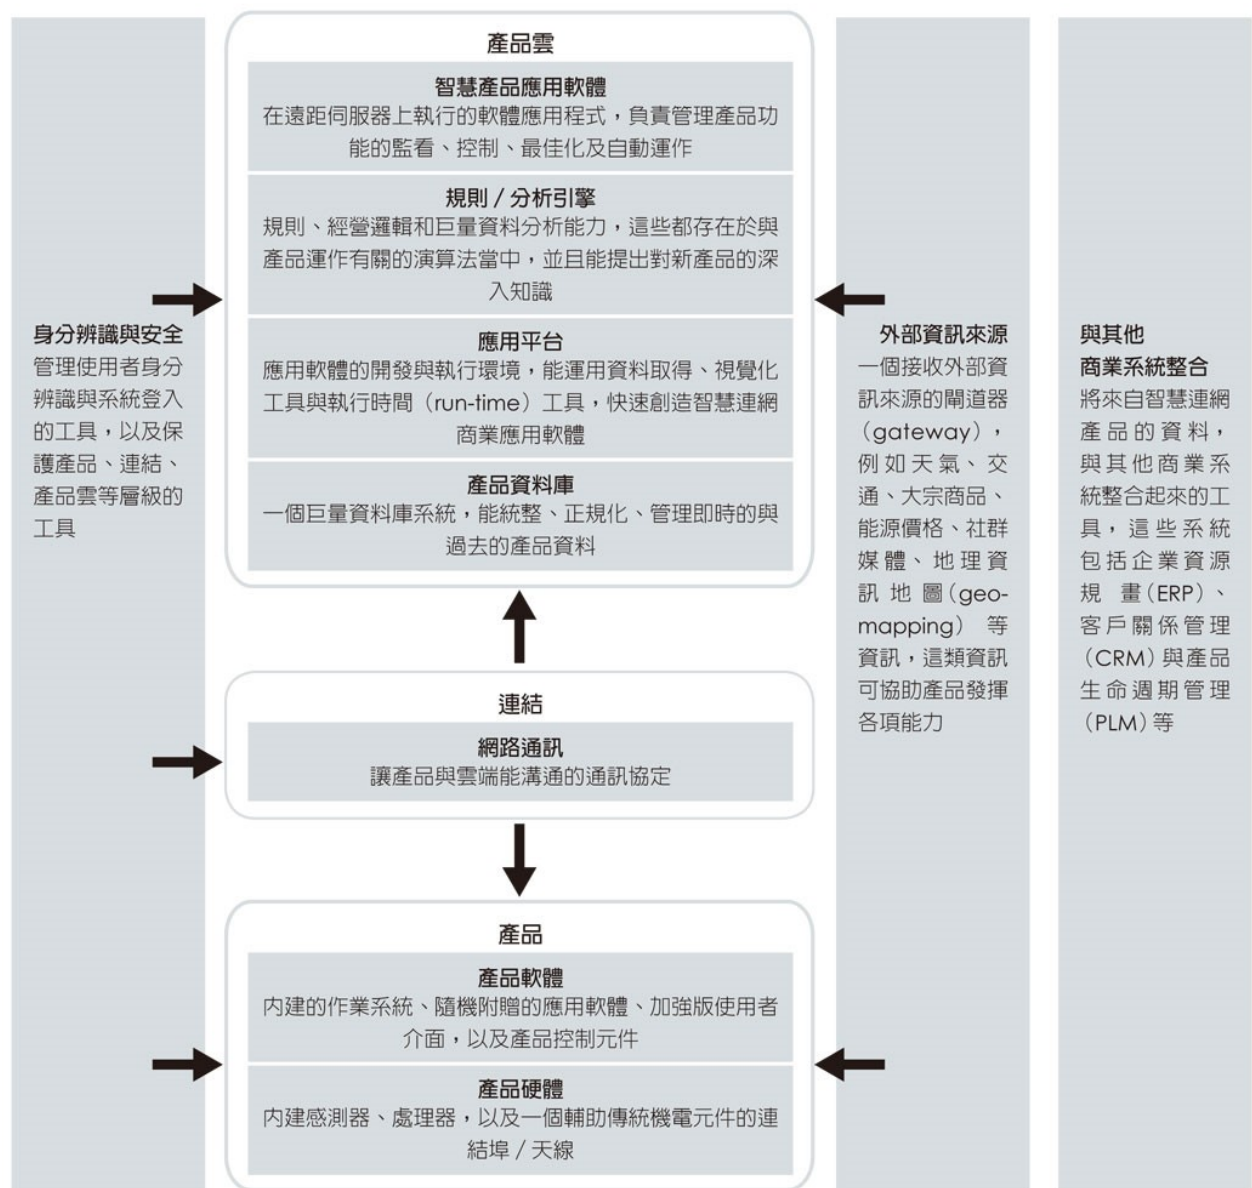 產品雲
智慧產品應用軟體
在遠距伺服器上執行的軟體應用程式，負責管理產品功
能的監看、控制、最佳化及自動運作
規則／分析引擎
規則、經營邏輯和巨量資料分析能力，這些都存在於與
產品運作有關的演算法當中，並且能提出對新產品的深
入知識
應用平台
應用軟體的開發與執行環境，能運用資料取得、視覺化
工具與執行時間（run-time）工具，快速創造智慧連網
商業應用軟體
產品資料庫
一個巨量資料庫系統，能統整、正規化、管理即時的與
過去的產品資料
連結
網路通訊
讓產品與雲端能溝通的通訊協定
產品
產品軟體
內建的作業系統、隨機附贈的應用軟體、加強版使用者
介面，以及產品控制元件
產品硬體
內建感測器、處理器，以及一個輔助傳統機電元件的連
結埠／天線
身分辨識與安全
管理使用者身分
辨識與系統登入
的工具，以及保
護產品、連結、
產品雲等層級的
工具
外部資訊來源
一個接收外部資
訊來源的閘道器
（gateway），
例如天氣、交
通、大宗商品、
能源價格、社群
媒體、地理資
訊地圖（geo-
mapping）等
資訊，這類資訊
可協助產品發揮
各項能力
與其他
商業系統整合
將來自智慧連網
產品的資料，
與其他商業系
統整合起來的工
具，這些系統
包括企業資源
規畫（ERP）、
客戶關係管理
（CRM）與產品
生命週期管理
（PLM）等